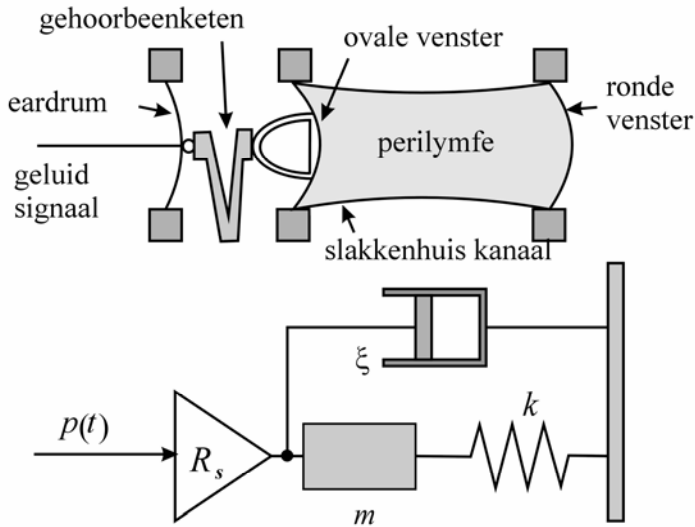 gehoorbeenketen
ovale venster
eardrum
ronde
venster
perilymfe
geluid
signaal
slakkenhuis kanaal
ξ
k
p(t)
R_s
m